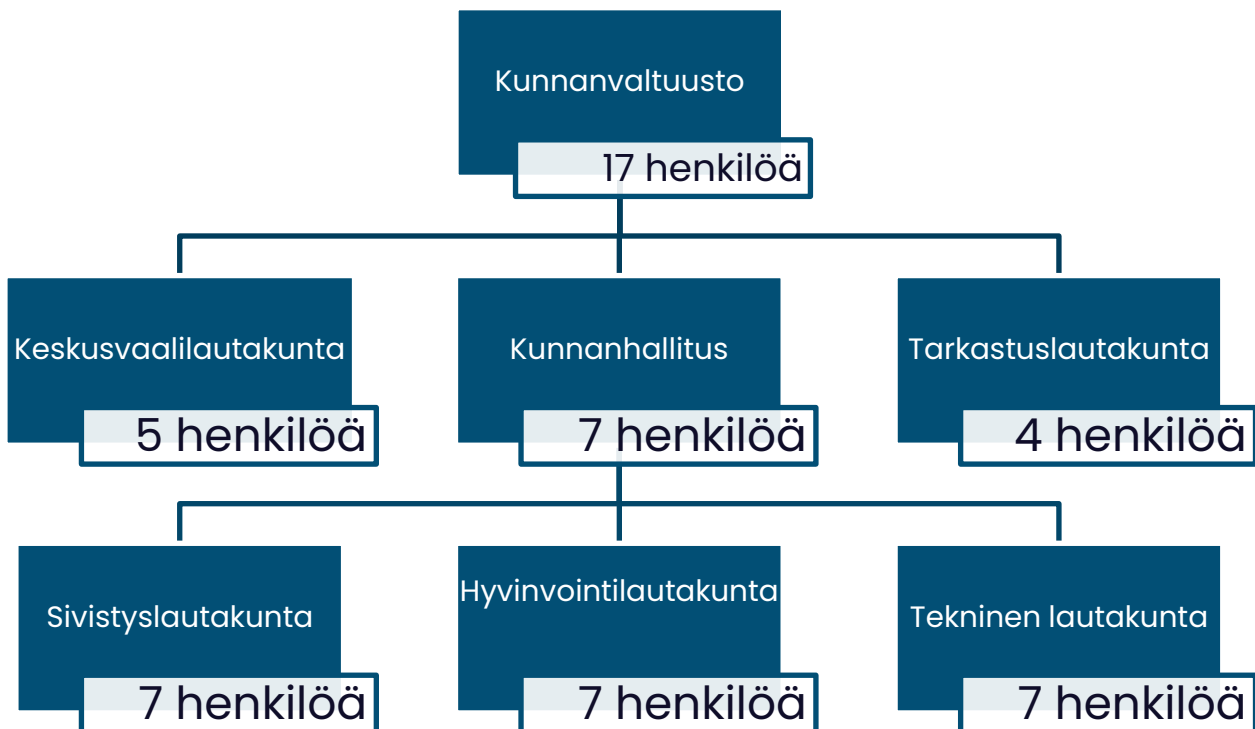 Kunnanvaltuusto
17 henkilöä
Keskusvaalilautakunta
5 henkilöä
Kunnanhallitus
7 henkilöä
Tarkastuslautakunta
4 henkilöä
Sivistyslautakunta
7 henkilöä
Hyvinvointilautakunta
7 henkilöä
Tekninen lautakunta
7 henkilöä